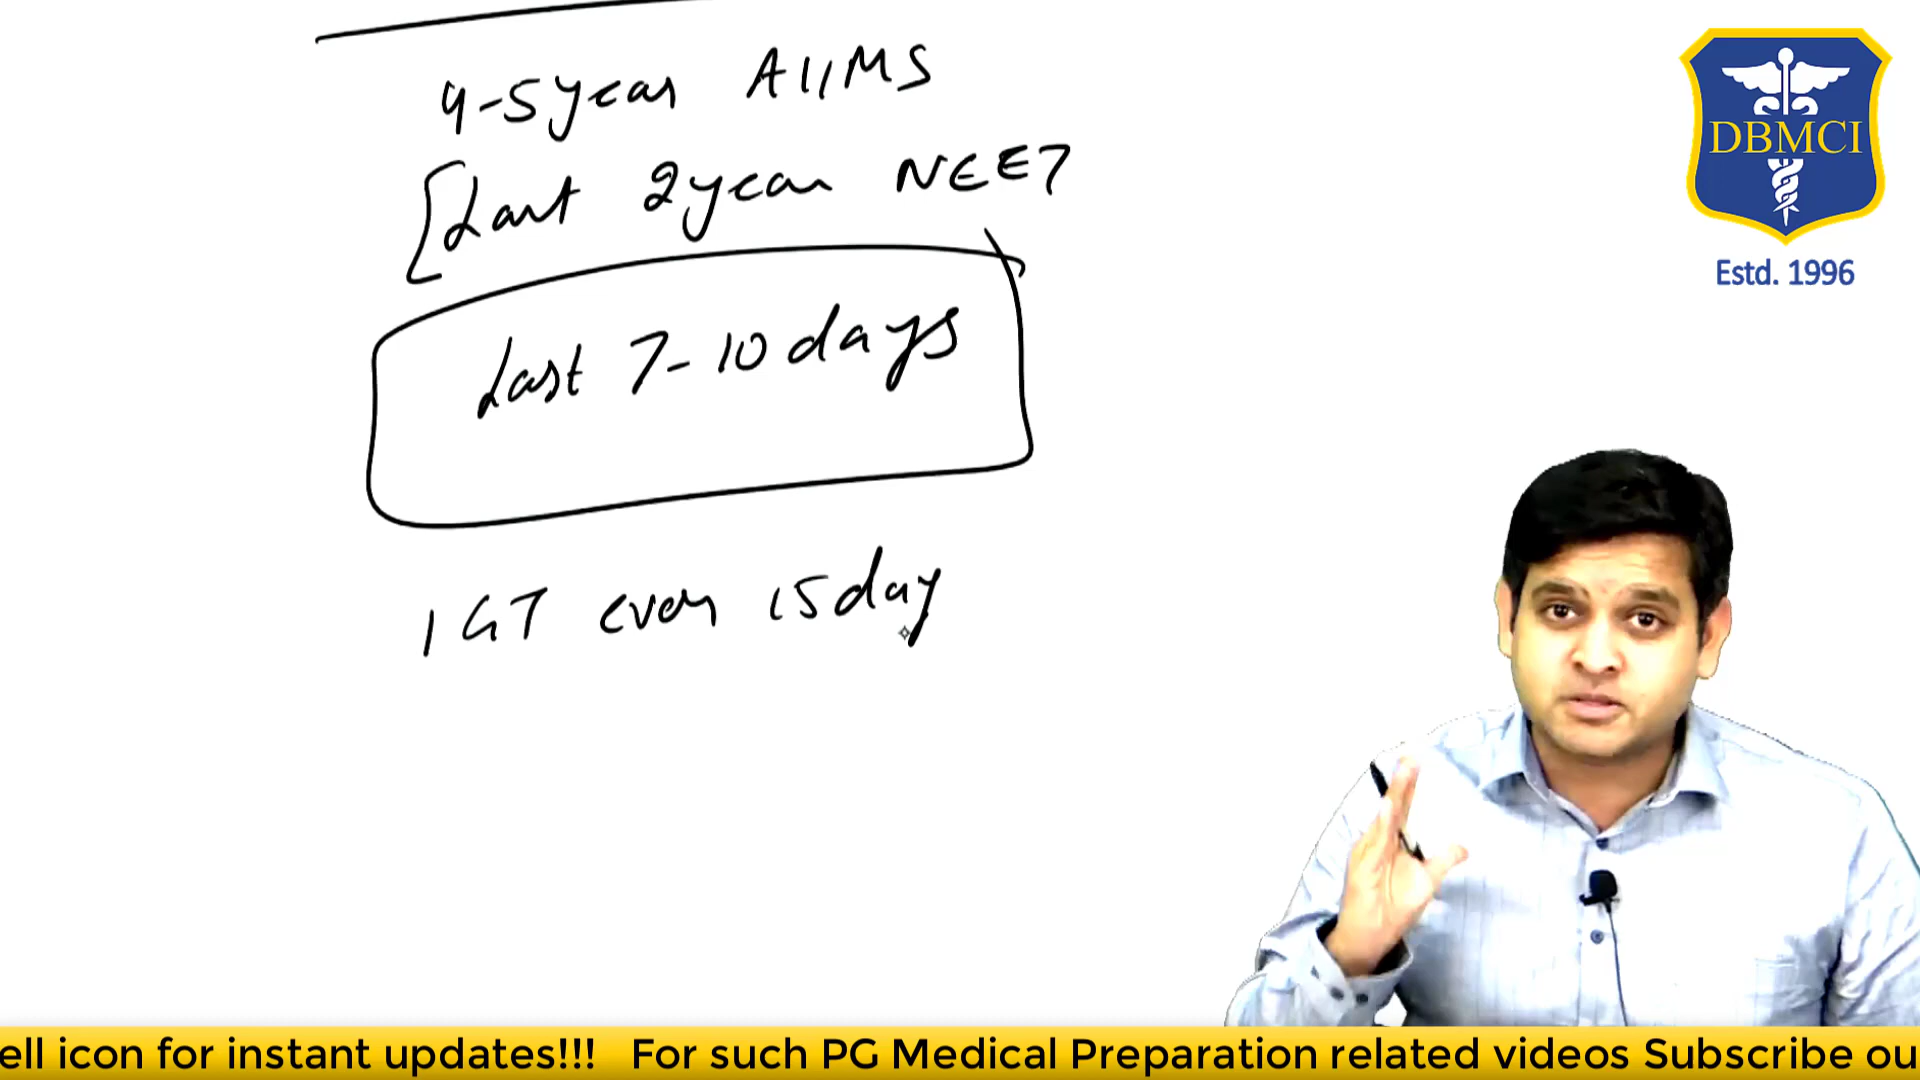 4-5 year AIIMS
[Last 2 year NEET
Last 7-10 days
1 GT every 15 day
DBMCI
Estd. 1996
ell icon for instant updates!!! For such PG Medical Preparation related videos Subscribe ou